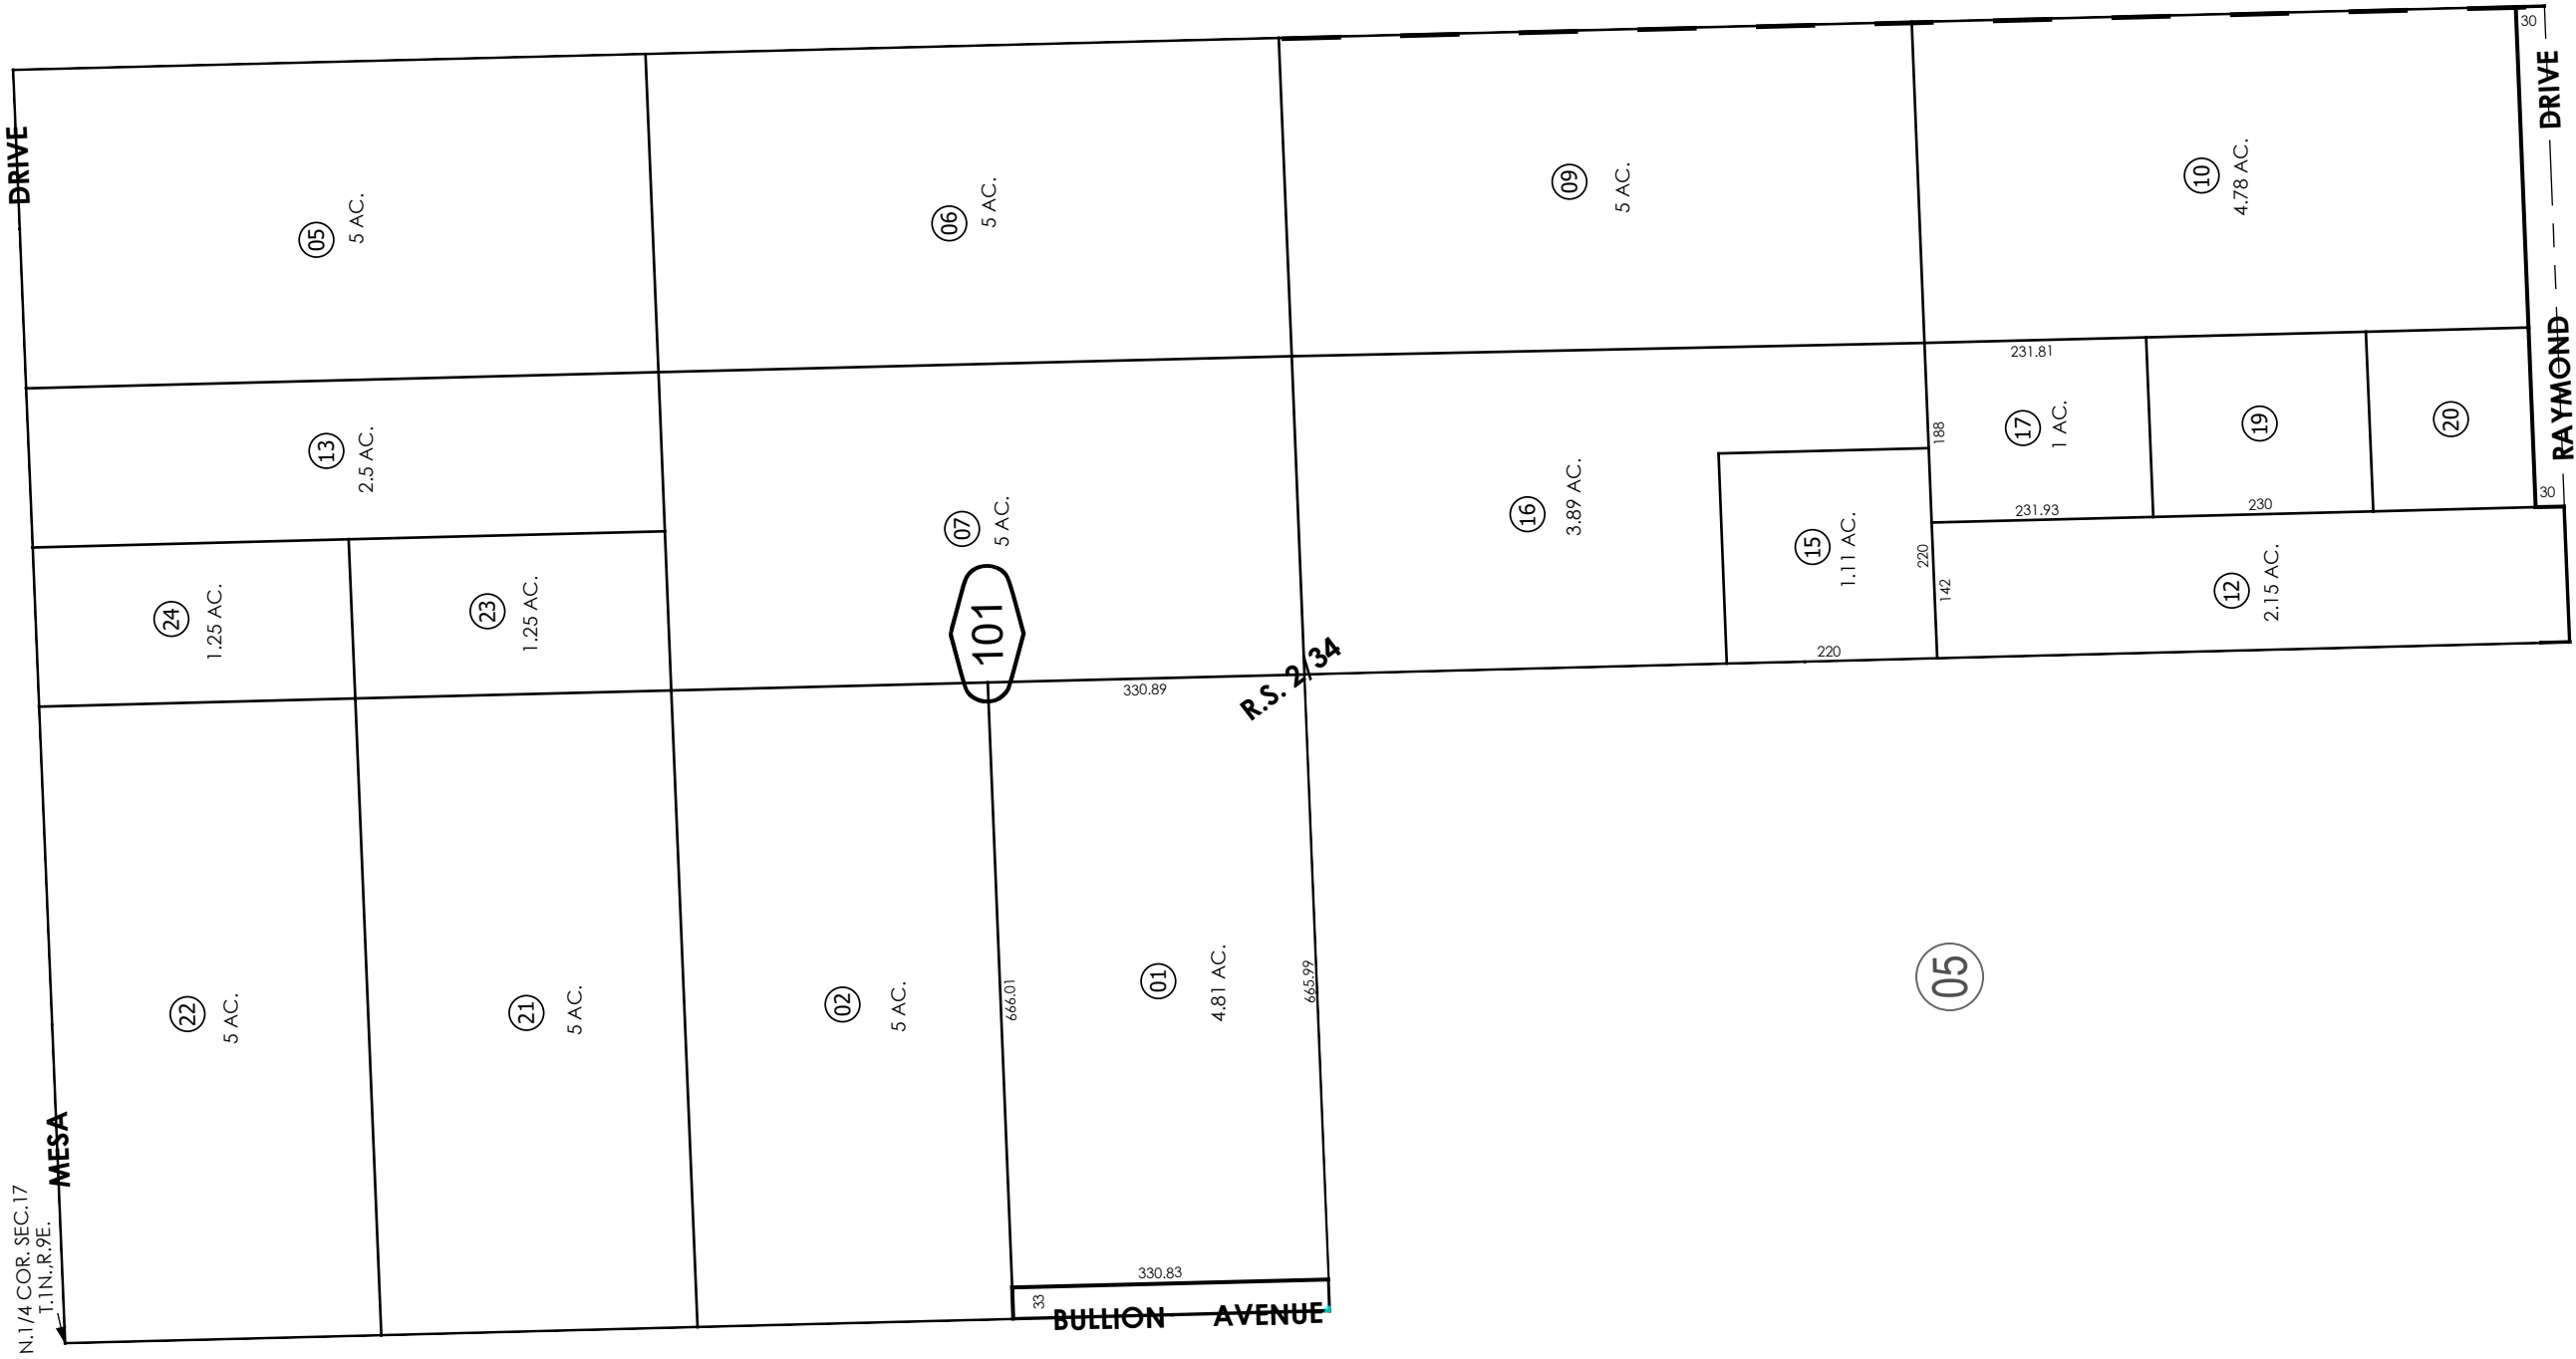 DRIVE
MESA
N.1/4 COR. SEC.17
T.1N.,R.9E.
05
5 AC.
06
5 AC.
09
5 AC.
10
4.78 AC.
30
DRIVE
RAYMOND
30
13
2.5 AC.
24
1.25 AC.
23
1.25 AC.
07
5 AC.
101
330.89
R.S. 2/34
16
3.89 AC.
15
1.11 AC.
220
220
188
142
231.81
17
1 AC.
231.93
19
230
20
12
2.15 AC.
22
5 AC.
21
5 AC.
02
5 AC.
666.01
01
4.81 AC.
665.99
330.83
33
BULLION AVENUE
05